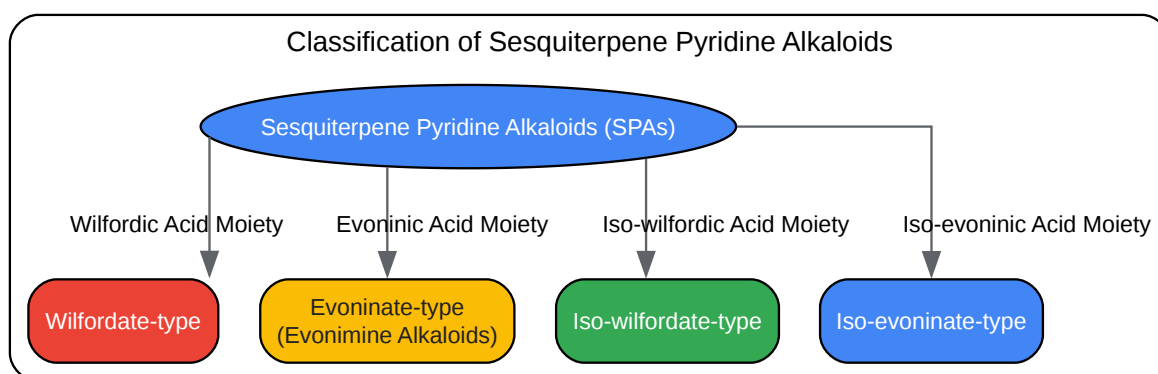 Classification of Sesquiterpene Pyridine Alkaloids
Sesquiterpene Pyridine Alkaloids (SPAs)
Wilfordic Acid Moiety
Evoninic Acid Moiety
Iso-wilfordic Acid Moiety
Iso-evoninic Acid Moiety
Wilfordate-type
Evoninate-type
(Evonimine Alkaloids)
Iso-wilfordate-type
Iso-evoninate-type